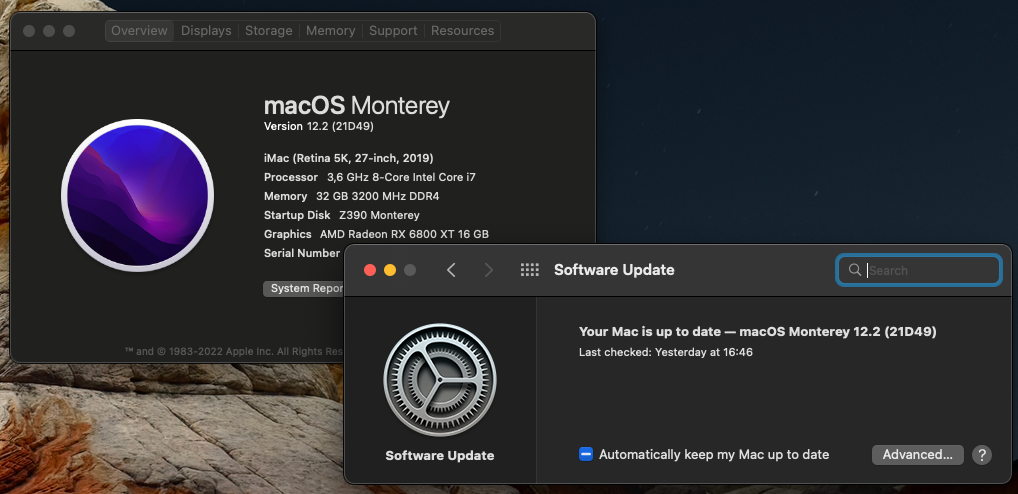 Overview Displays Storage Memory Support Resources
macOS Monterey
Version 12.2 (21D49)
iMac (Retina 5K, 27-inch, 2019)
Processor 3,6 GHz 8-Core Intel Core i7
Memory 32 GB 3200 MHz DDR4
Startup Disk Z390 Monterey
Graphics AMD Radeon RX 6800 XT 16 GB
Serial Number
System Repor
™ and © 1983-2022 Apple Inc. All Rights Res
Software Update
Search
Your Mac is up to date — macOS Monterey 12.2 (21D49)
Last checked: Yesterday at 16:46
Software Update
Automatically keep my Mac up to date
Advanced...
?